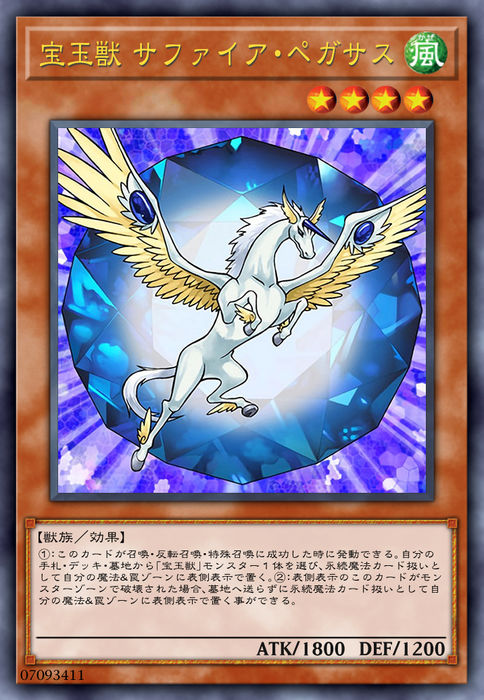 宝玉獣 サファイア・ペガサス
かぜ
風
【獣族／効果】
①:このカードが召喚・反転召喚・特殊召喚に成功した時に発動できる。自分の
手札・デッキ・墓地から「宝玉獣」モンスター１体を選び、永続魔法カード扱いと
して自分の魔法&罠ゾーンに表側表示で置く。②:表側表示のこのカードがモン
スターゾーンで破壊された場合、墓地へ送らずに永続魔法カード扱いとして自
分の魔法&罠ゾーンに表側表示で置く事ができる。
ATK/1800 DEF/1200
07093411